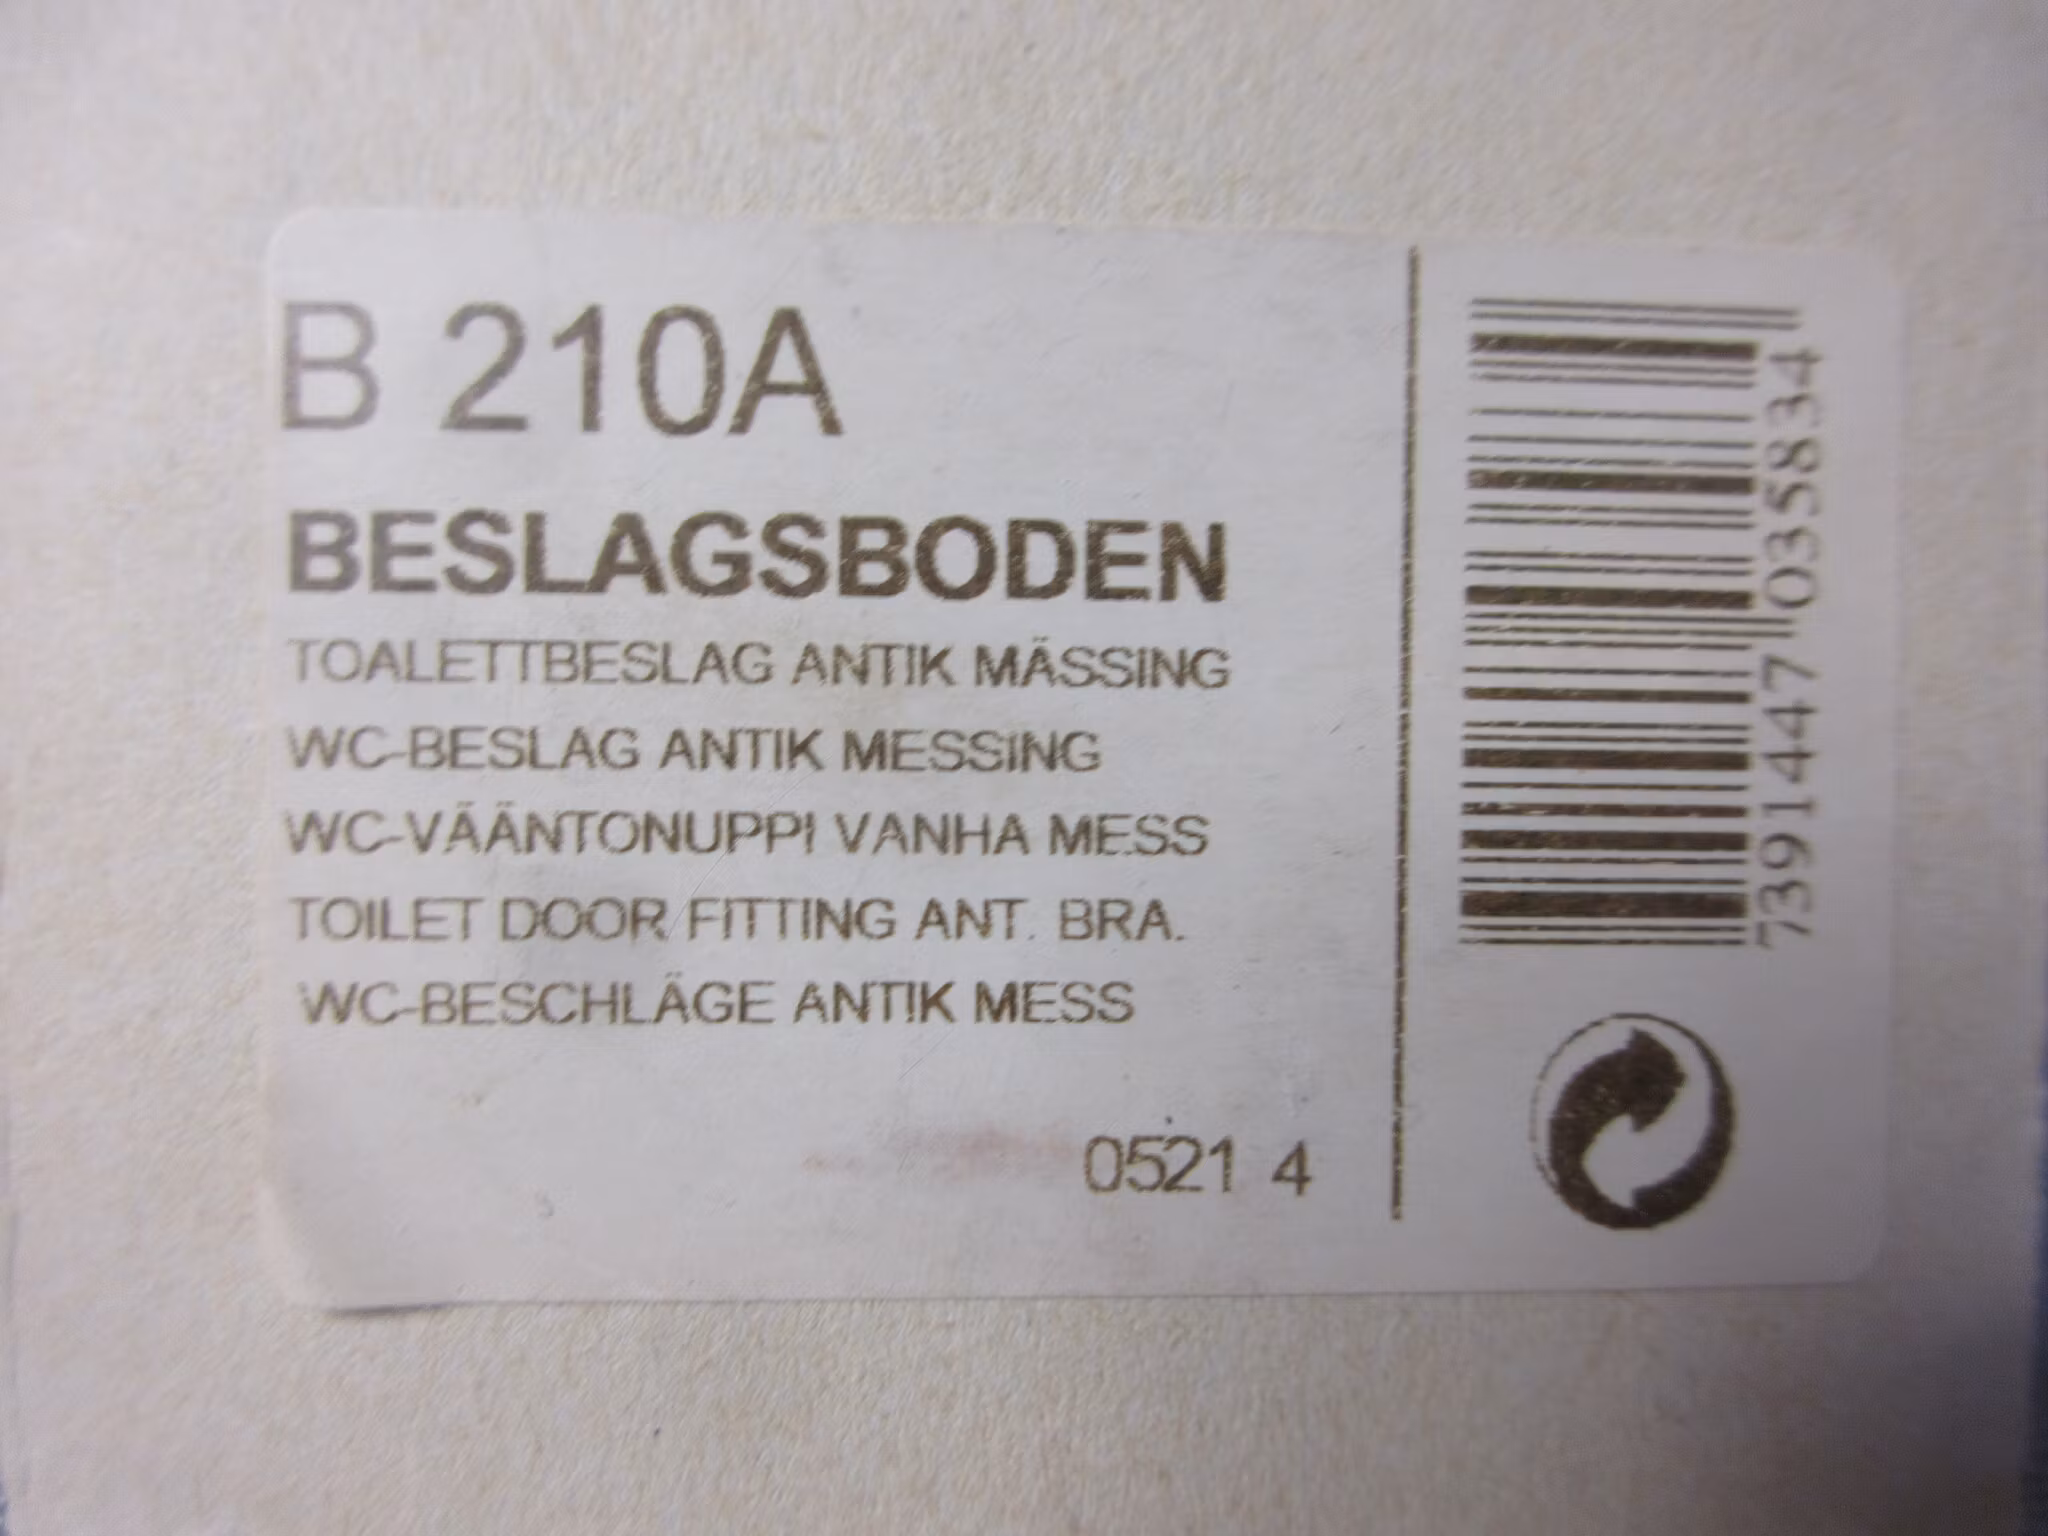 B 210A
BESLAGSBODEN
TOALETTBESLAG ANTIK MÄSSING
WC-BESLAG ANTIK MESSING
WC-VÄÄNTONUPPI VANHA MESS
TOILET DOOR FITTING ANT. BRA.
WC-BESCHLÄGE ANTIK MESS
0521 4
7391447035834